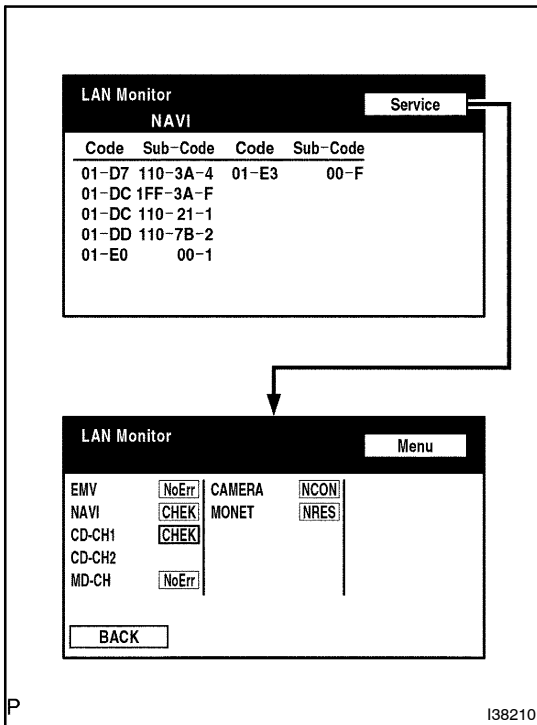 LAN Monitor
Service
NAVI
Code Sub-Code Code Sub-Code
01-D7 110-3A-4 01-E3 00-F
01-DC 1FF-3A-F
01-DC 110-21-1
01-DD 110-7B-2
01-E0 00-1
LAN Monitor
Menu
EMV NoErr CAMERA NCON
NAVI CHEK MONET NRES
CD-CH1 CHEK
CD-CH2
MD-CH NoErr
BACK
P
I38210